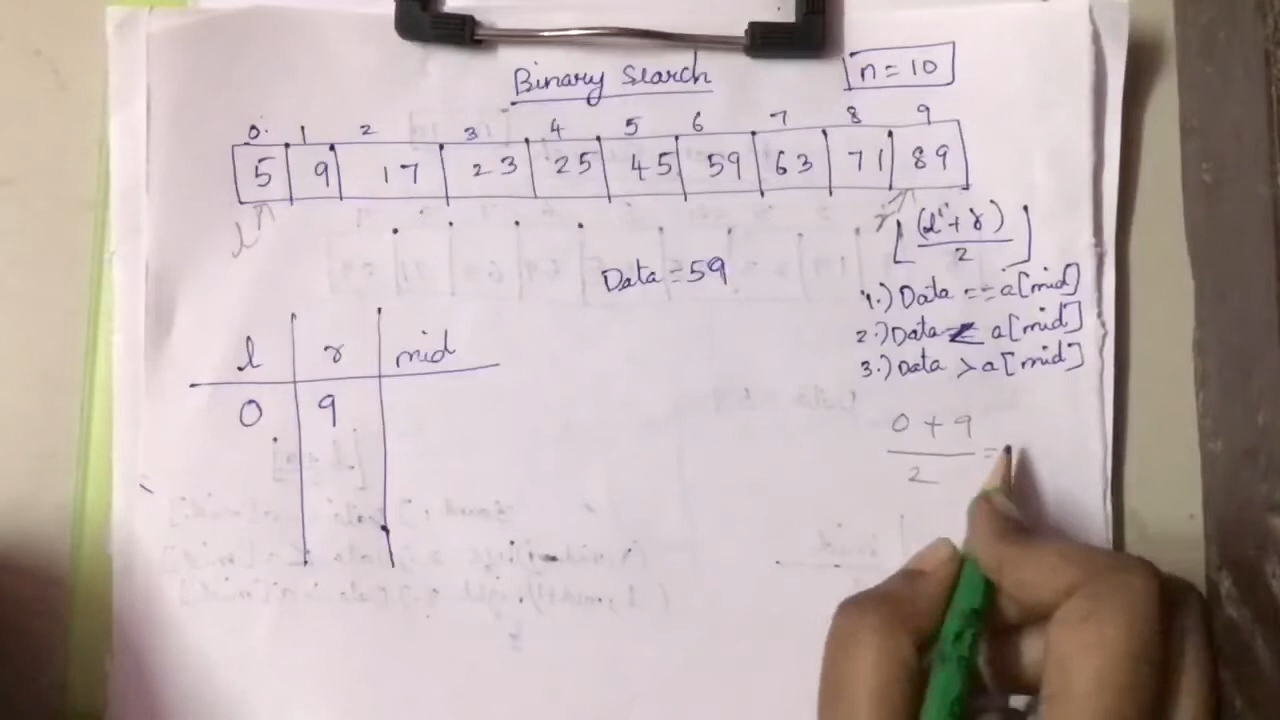 Binary Search
n = 10
0 1 2 3 4 5 6 7 8 9
5 9 17 23 25 45 59 63 71 89
l r
⌊(l + r)/2⌋
Data = 59
1.) Data == a[mid]
2.) Data < a[mid]
3.) Data > a[mid]
l r mid
0 9
0 + 9
2 =